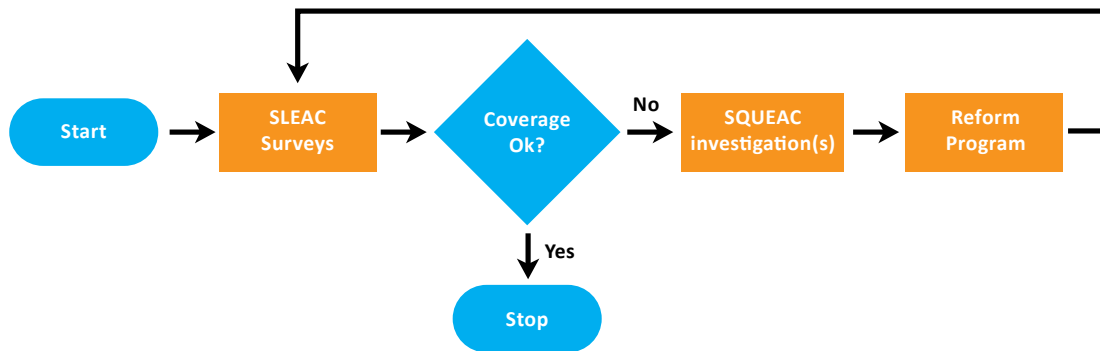 Start
SLEAC
Surveys
Coverage
Ok?
No
SQUEAC
investigation(s)
Reform
Program
Yes
Stop